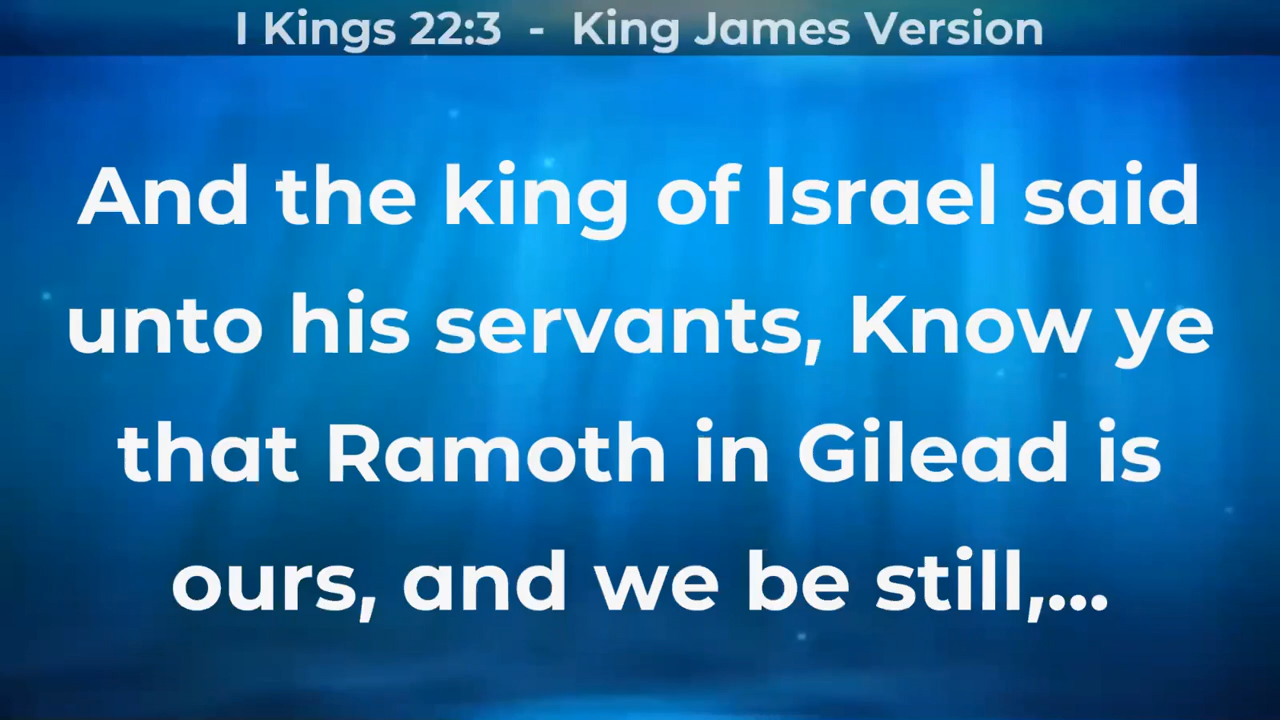 I Kings 22:3 - King James Version
And the king of Israel said
unto his servants, Know ye
that Ramoth in Gilead is
ours, and we be still,...